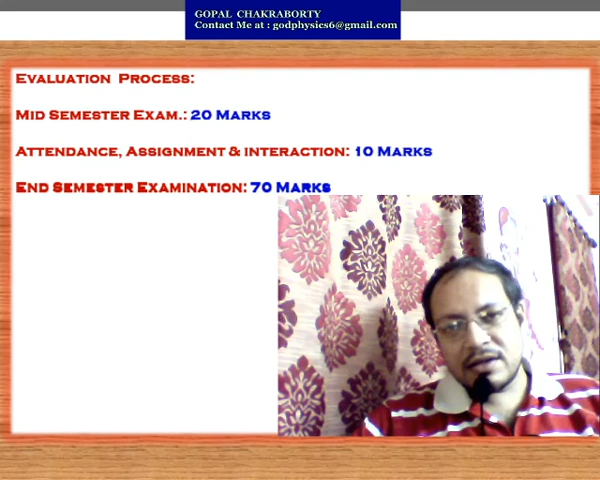 GOPAL CHAKRABORTY
Contact Me at : godphysics6@gmail.com
Evaluation Process:
Mid Semester Exam.: 20 Marks
Attendance, Assignment & interaction: 10 Marks
End Semester Examination: 70 Marks